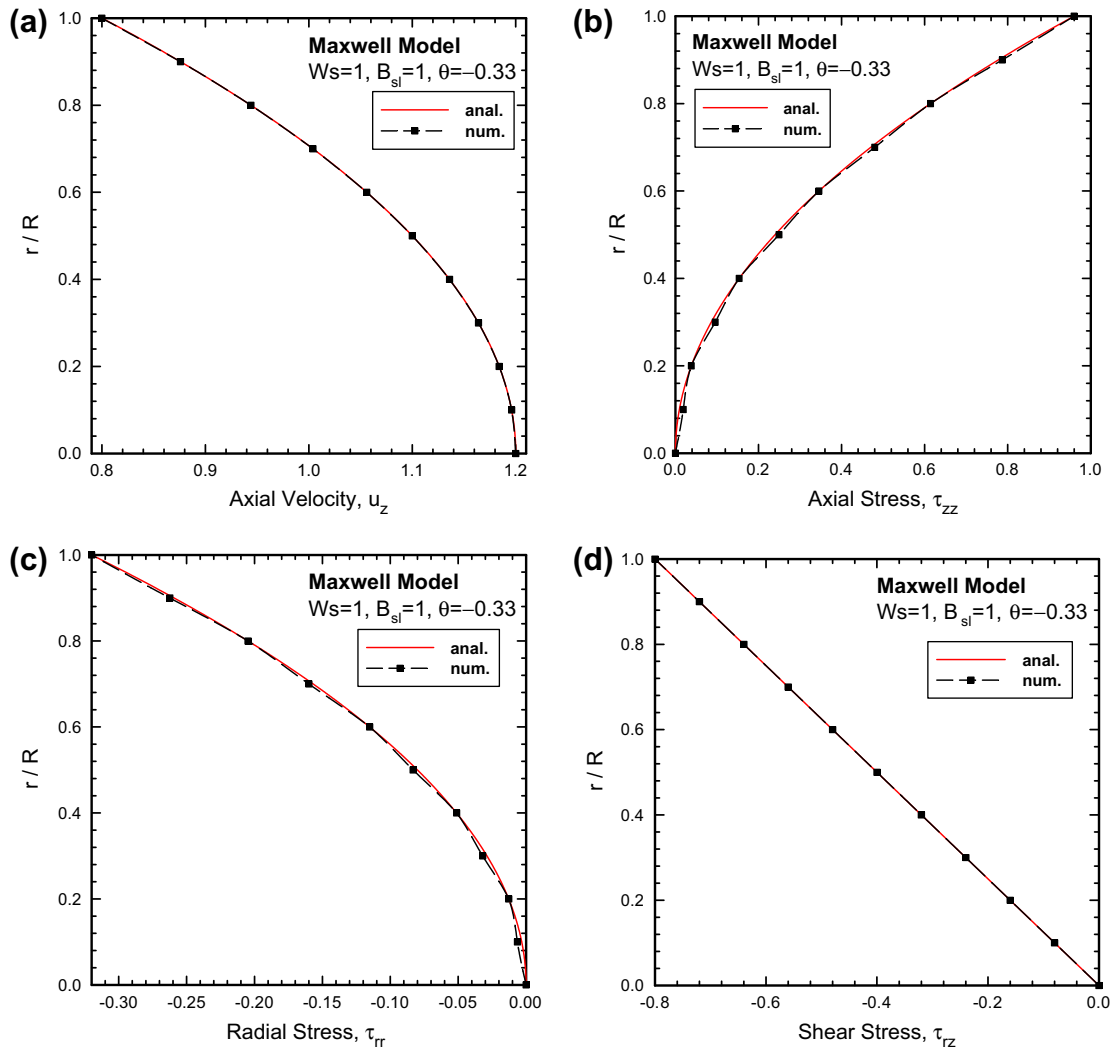 (a)
Maxwell Model
Ws=1, B_sl=1, θ=−0.33
anal.
num.
r / R
1.0
0.8
0.6
0.4
0.2
0.0
0.8 0.9 1.0 1.1 1.2
Axial Velocity, u_z
(b)
Maxwell Model
Ws=1, B_sl=1, θ=−0.33
anal.
num.
r / R
1.0
0.8
0.6
0.4
0.2
0.0
0.0 0.2 0.4 0.6 0.8 1.0
Axial Stress, τ_zz
(c)
Maxwell Model
Ws=1, B_sl=1, θ=−0.33
anal.
num.
r / R
1.0
0.8
0.6
0.4
0.2
0.0
-0.30 -0.25 -0.20 -0.15 -0.10 -0.05 0.00
Radial Stress, τ_rr
(d)
Maxwell Model
Ws=1, B_sl=1, θ=−0.33
anal.
num.
r / R
1.0
0.8
0.6
0.4
0.2
0.0
-0.8 -0.6 -0.4 -0.2 0.0
Shear Stress, τ_rz